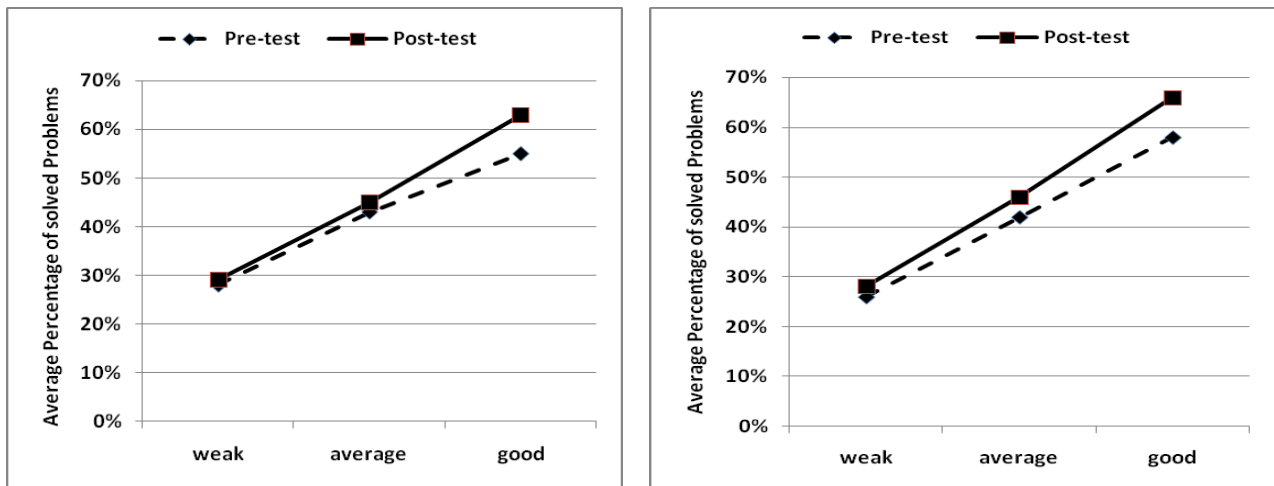 Pre-test Post-test
Average Percentage of solved Problems
70%
60%
50%
40%
30%
20%
10%
0%
weak average good
Pre-test Post-test
Average Percentage of solved Problems
70%
60%
50%
40%
30%
20%
10%
0%
weak average good